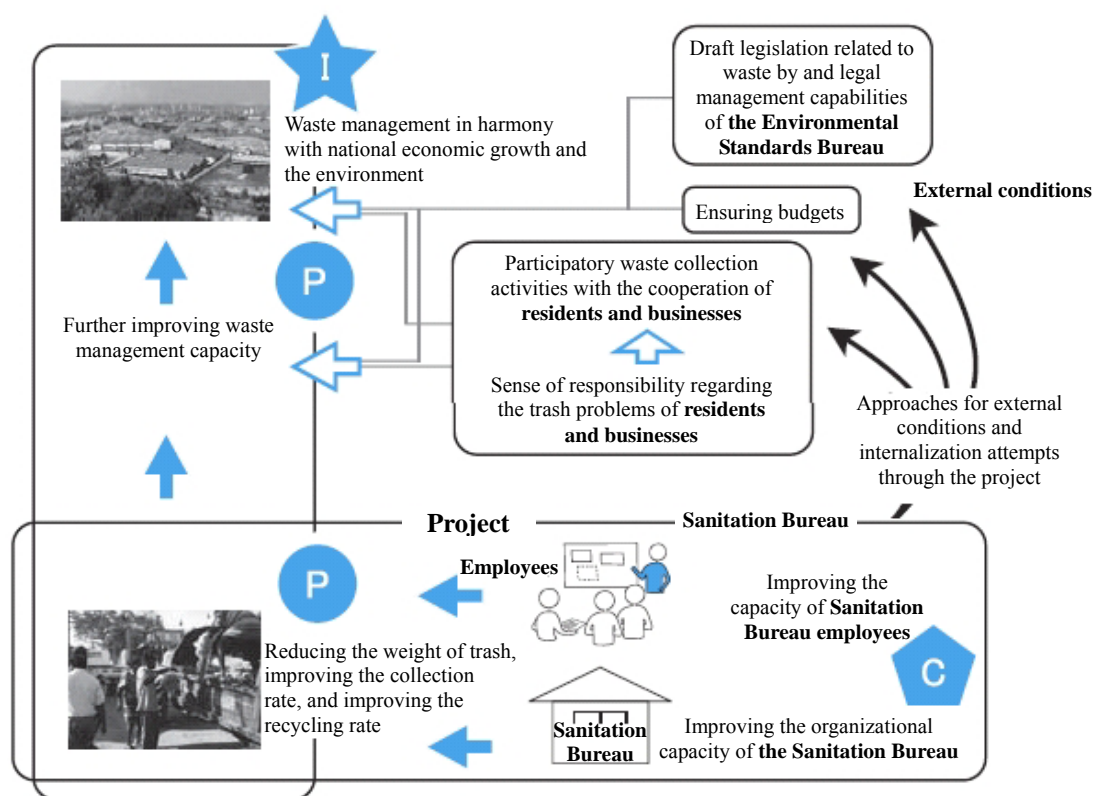 I
Waste management in harmony
with national economic growth and
the environment
Draft legislation related to
waste by and legal
management capabilities
of the Environmental
Standards Bureau
External conditions
Ensuring budgets
P
Further improving waste
management capacity
Participatory waste collection
activities with the cooperation of
residents and businesses
Sense of responsibility regarding
the trash problems of residents
and businesses
Approaches for external
conditions and
internalization attempts
through the project
Project
Sanitation Bureau
P
Employees
Improving the
capacity of Sanitation
Bureau employees
C
Reducing the weight of trash,
improving the collection
rate, and improving the
recycling rate
Sanitation
Bureau
Improving the organizational
capacity of the Sanitation Bureau